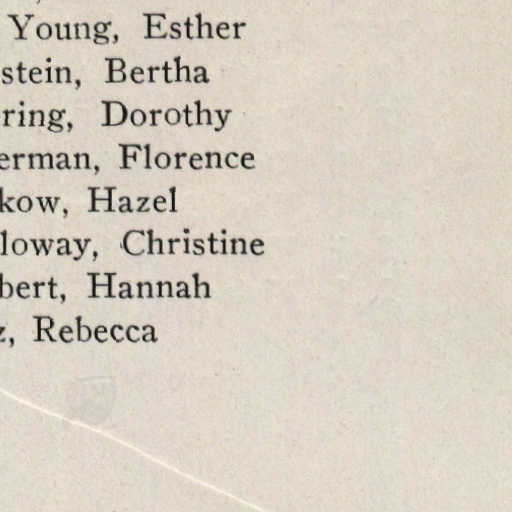 Young, Esther
stein, Bertha
ring, Dorothy
erman, Florence
kow, Hazel
loway, Christine
bert, Hannah
z, Rebecca